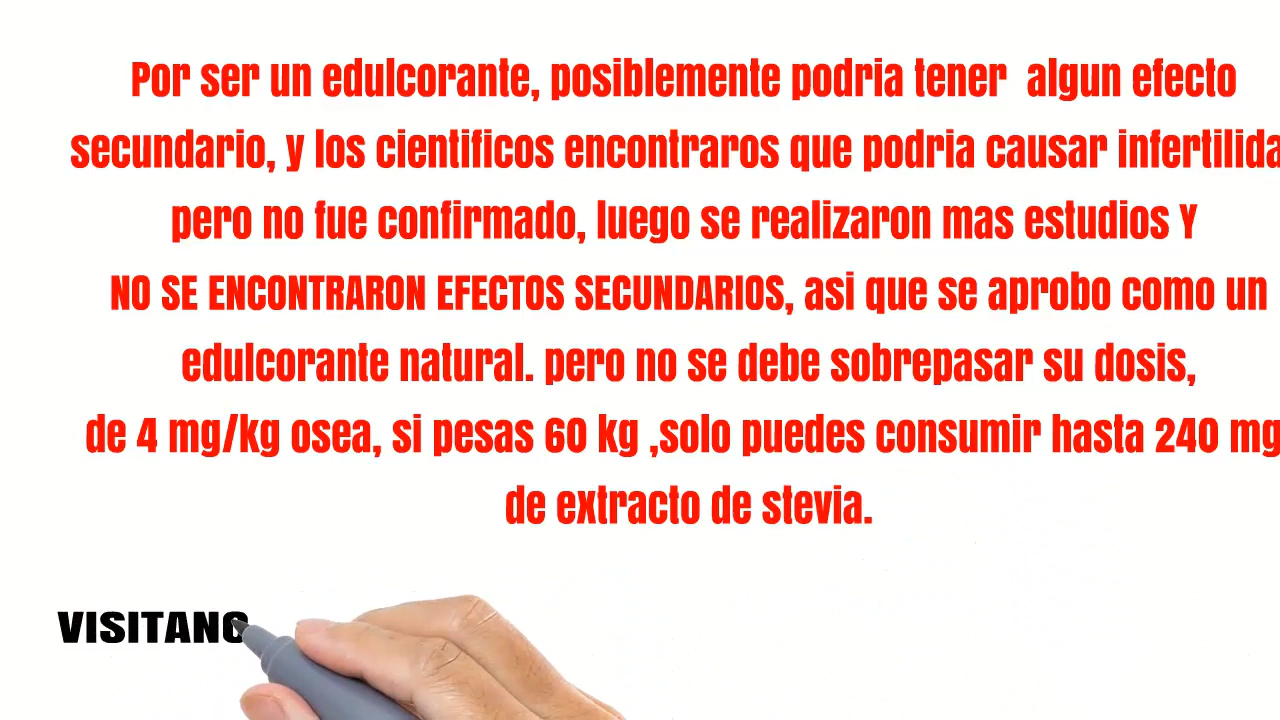 Por ser un edulcorante, posiblemente podria tener algun efecto
secundario, y los cientificos encontraros que podria causar infertilida
pero no fue confirmado, luego se realizaron mas estudios Y
NO SE ENCONTRARON EFECTOS SECUNDARIOS, asi que se aprobo como un
edulcorante natural. pero no se debe sobrepasar su dosis,
de 4 mg/kg osea, si pesas 60 kg ,solo puedes consumir hasta 240 mg
de extracto de stevia.
VISITANO